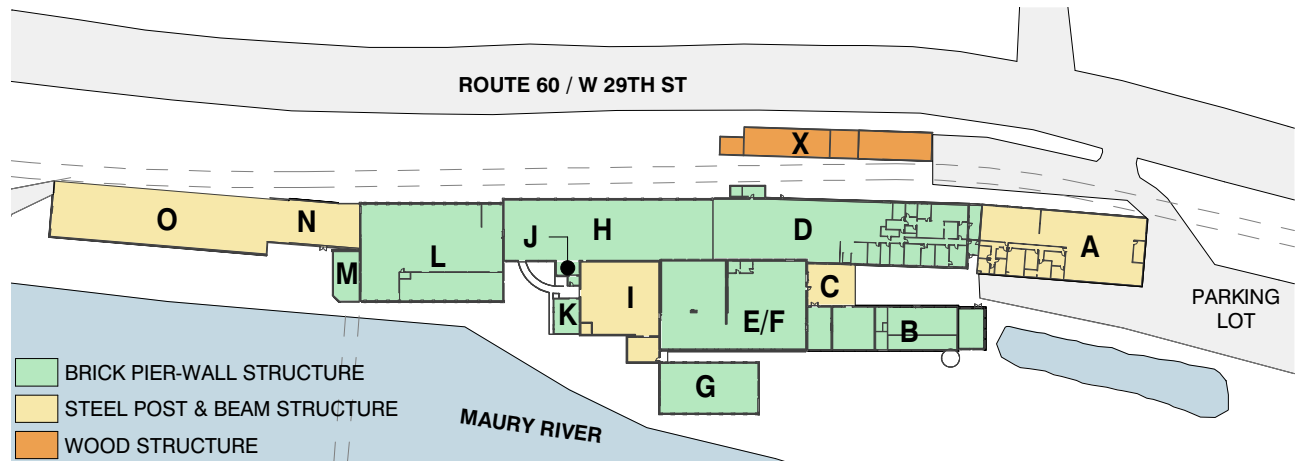 ROUTE 60 / W 29TH ST
X
O
N
J
H
D
A
M
L
I
C
K
E/F
B
PARKING
LOT
G
BRICK PIER-WALL STRUCTURE
STEEL POST & BEAM STRUCTURE
WOOD STRUCTURE
MAURY RIVER